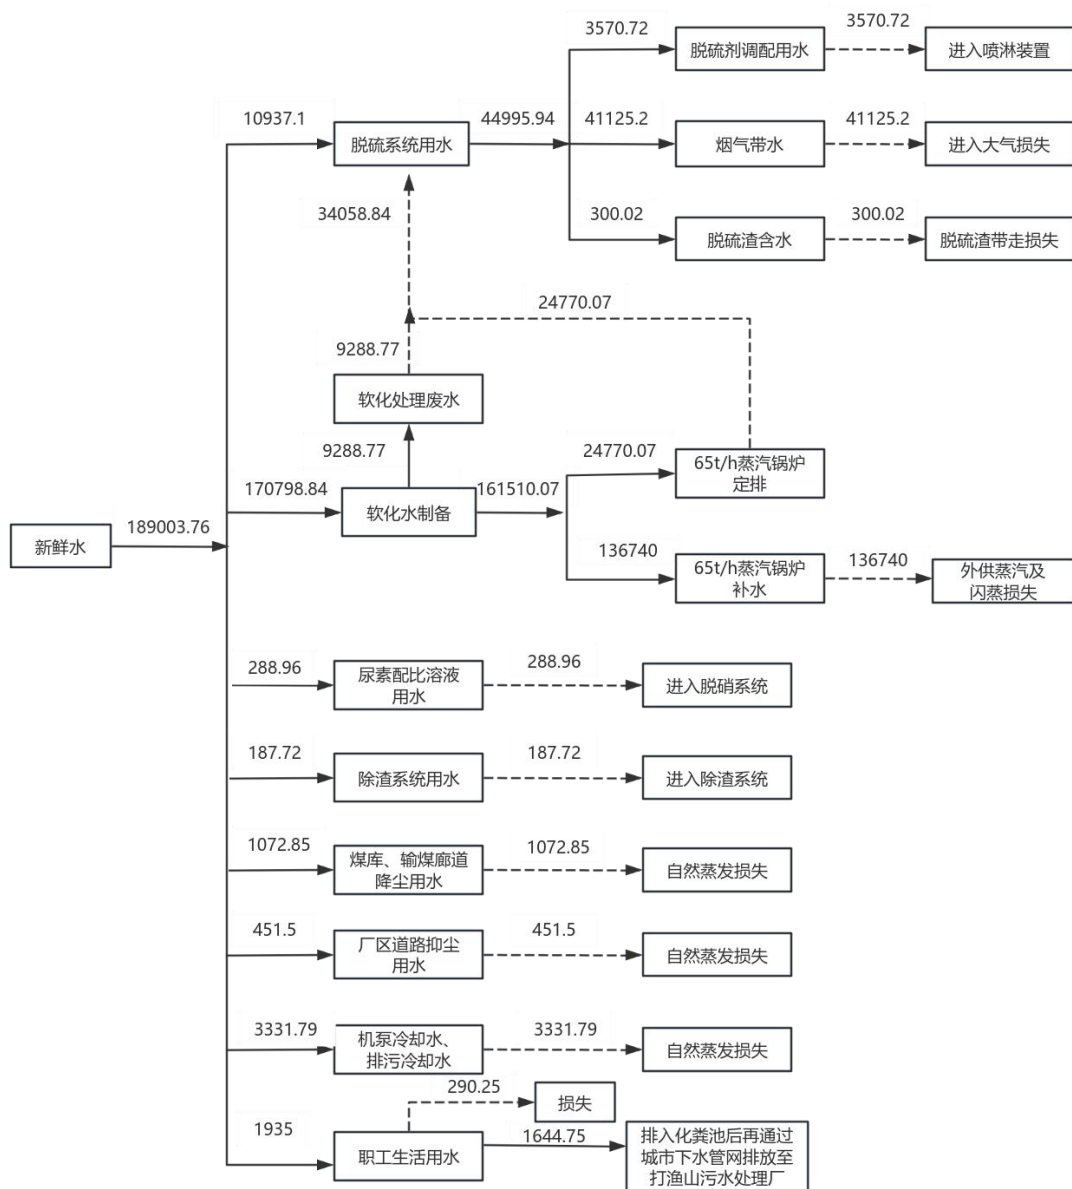 3570.72
脱硫剂调配用水
3570.72
进入喷淋装置
10937.1
脱硫系统用水
44995.94
41125.2
烟气带水
41125.2
进入大气损失
34058.84
300.02
脱硫渣含水
300.02
脱硫渣带走损失
24770.07
9288.77
软化处理废水
9288.77
24770.07
65t/h蒸汽锅炉
定排
170798.84
软化水制备
161510.07
新鲜水
189003.76
136740
65t/h蒸汽锅炉
补水
136740
外供蒸汽及
闪蒸损失
288.96
尿素配比溶液
用水
288.96
进入脱硝系统
187.72
除渣系统用水
187.72
进入除渣系统
1072.85
煤库、输煤廊道
降尘用水
1072.85
自然蒸发损失
451.5
厂区道路抑尘
用水
451.5
自然蒸发损失
3331.79
机泵冷却水、
排污冷却水
3331.79
自然蒸发损失
290.25
损失
1935
职工生活用水
1644.75
排入化粪池后再通过
城市下水管网排放至
打渔山污水处理厂